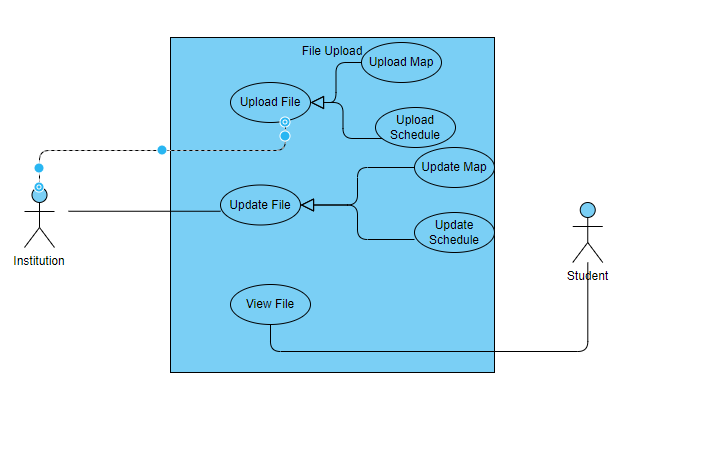 File Upload
Upload Map
Upload File
Upload
Schedule
Update Map
Update File
Update
Schedule
Institution
Student
View File